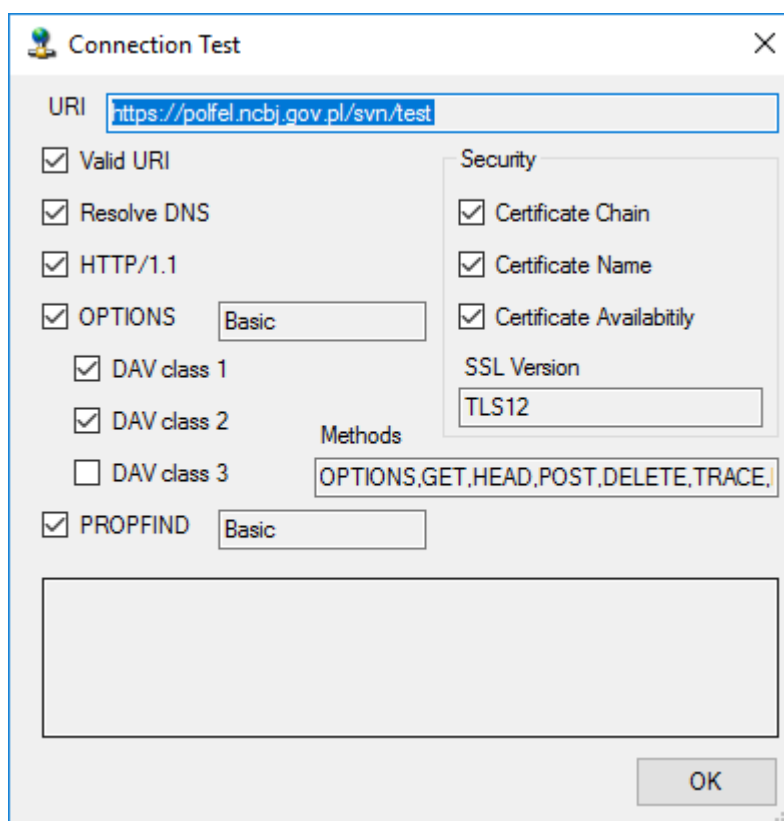 Connection Test
URI https://polfel.ncbj.gov.pl/svn/test
Valid URI
Security
Resolve DNS
Certificate Chain
HTTP/1.1
Certificate Name
OPTIONS Basic
Certificate Availabitily
DAV class 1
SSL Version
TLS12
DAV class 2
Methods
DAV class 3
OPTIONS,GET,HEAD,POST,DELETE,TRACE,
PROPFIND Basic
OK